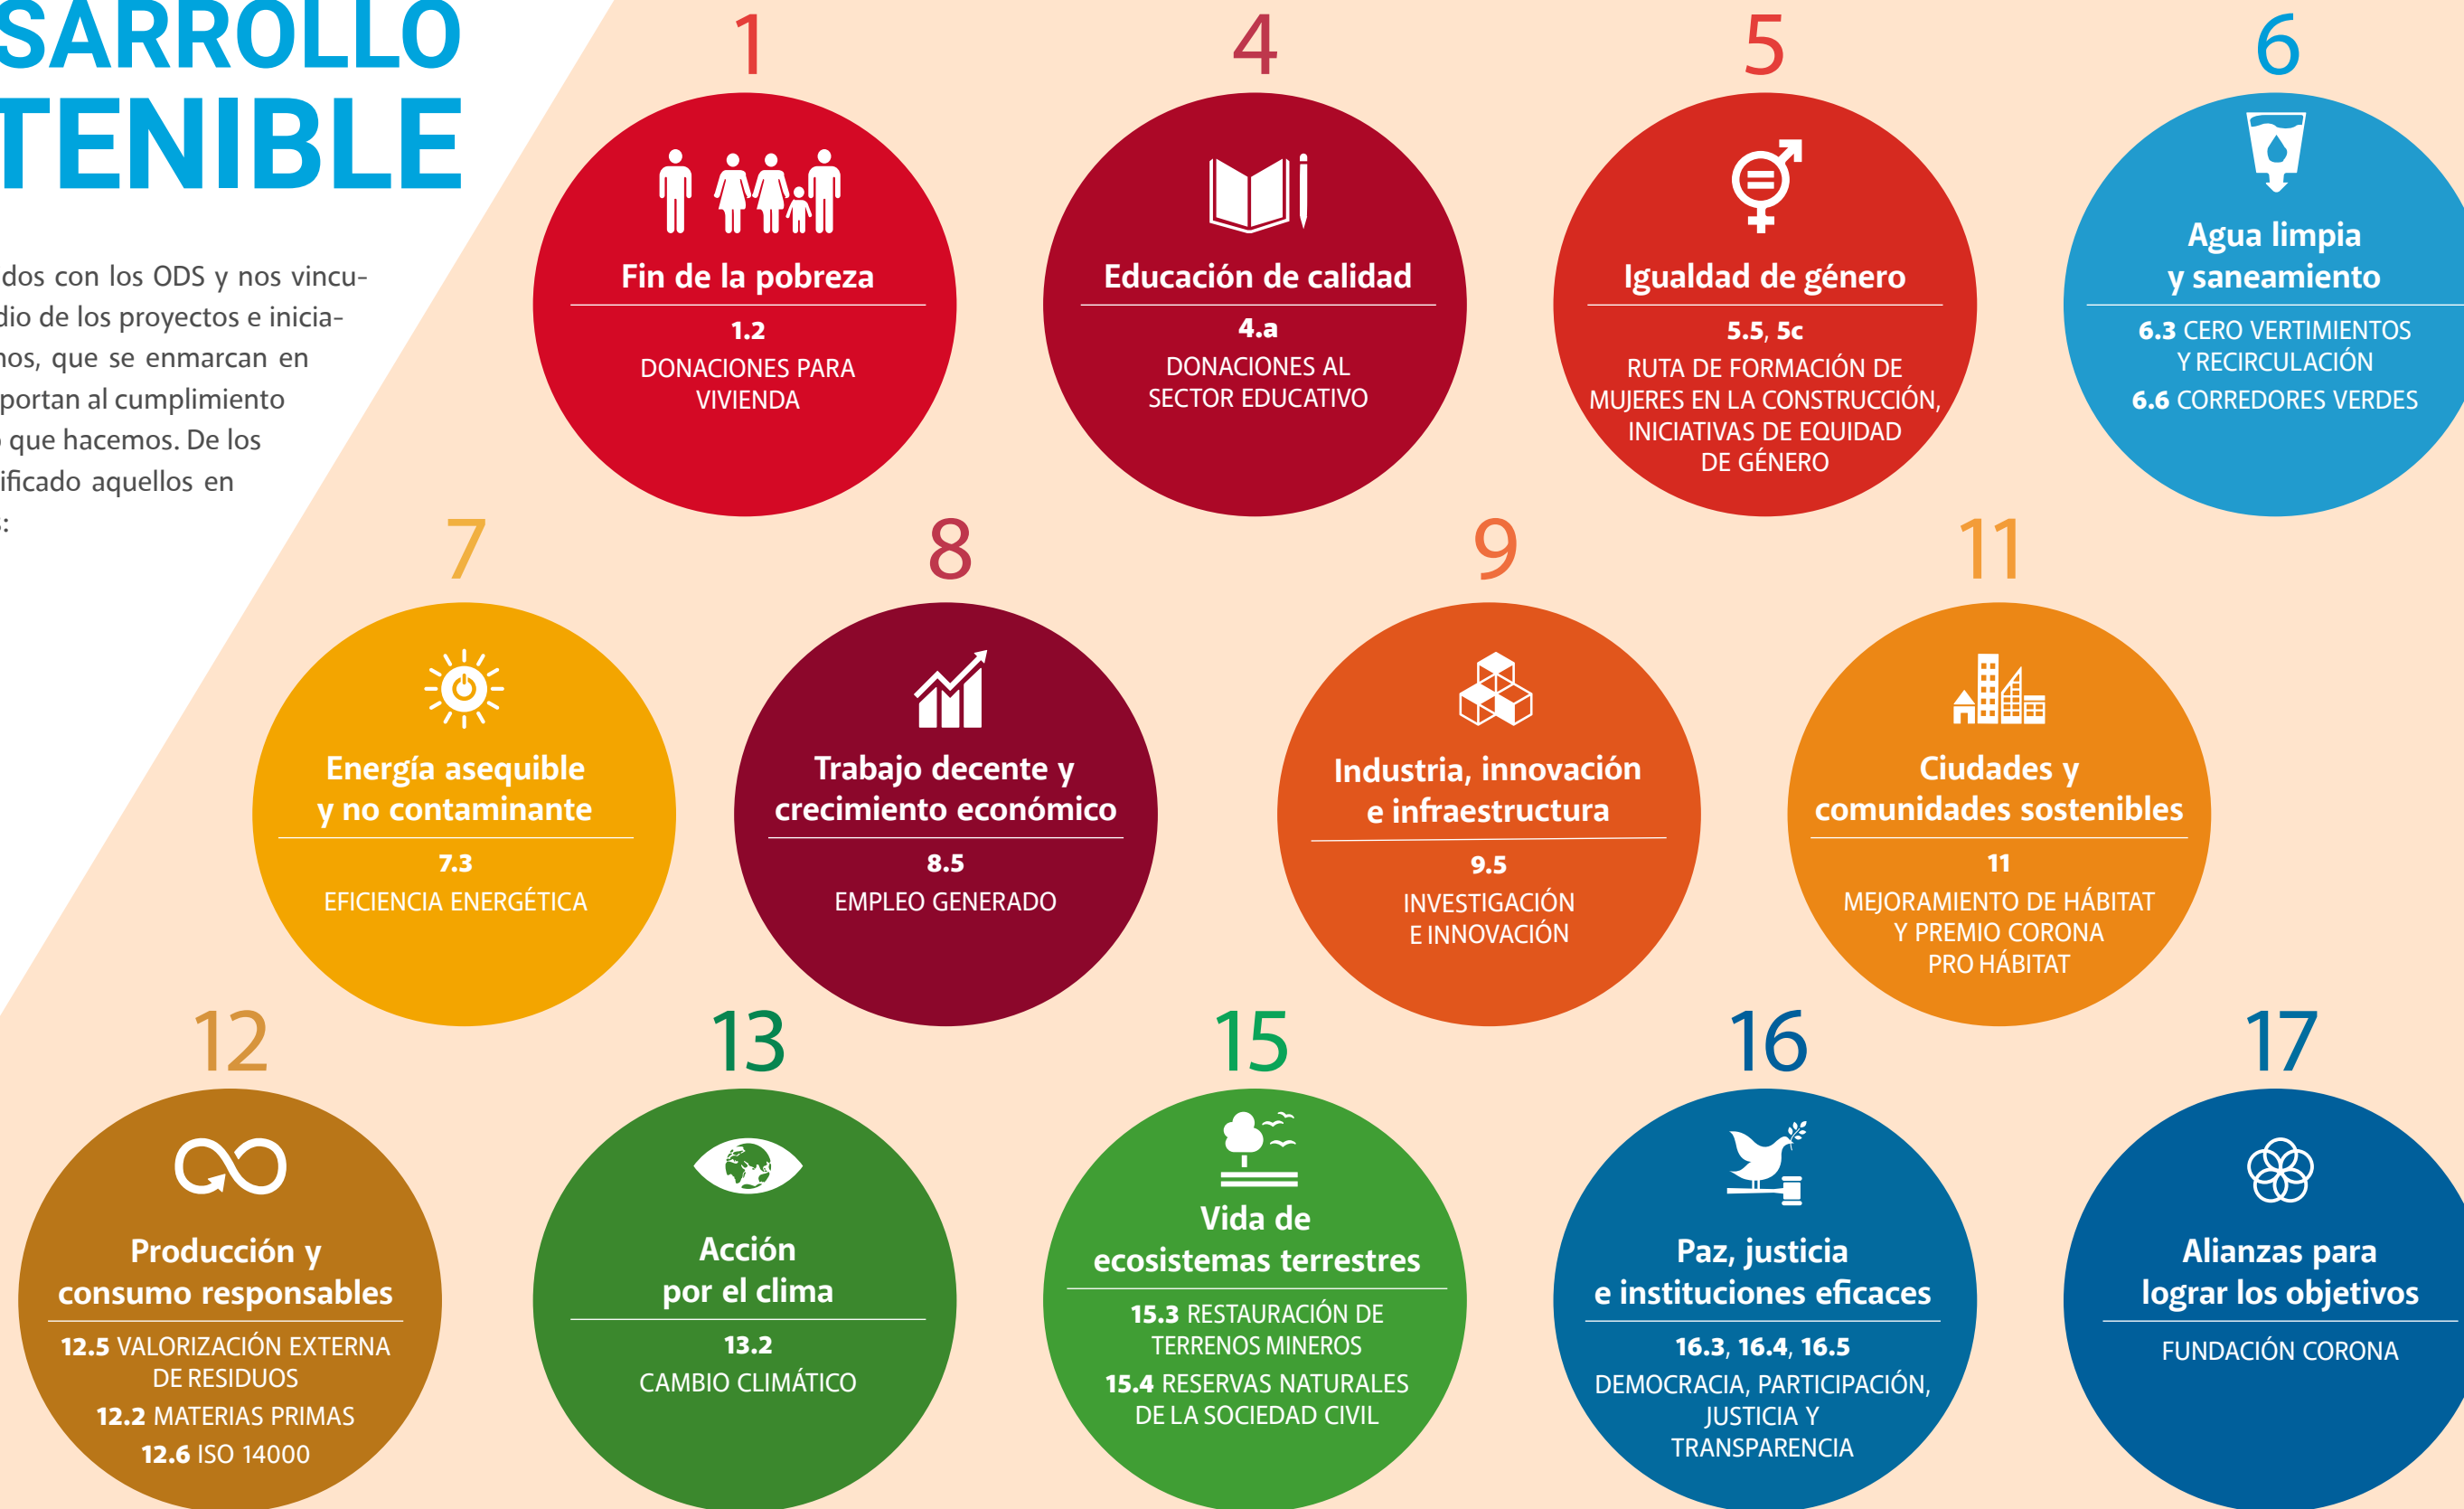 SARROLLO
TENIBLE
dos con los ODS y nos vincu-
dio de los proyectos e inicia-
nos, que se enmarcan en
portan al cumplimiento
o que hacemos. De los
ificado aquellos en
s:
1
Fin de la pobreza
1.2
DONACIONES PARA
VIVIENDA
4
Educación de calidad
4.a
DONACIONES AL
SECTOR EDUCATIVO
5
Igualdad de género
5.5, 5c
RUTA DE FORMACIÓN DE
MUJERES EN LA CONSTRUCCIÓN,
INICIATIVAS DE EQUIDAD
DE GÉNERO
6
Agua limpia
y saneamiento
6.3 CERO VERTIMIENTOS
Y RECIRCULACIÓN
6.6 CORREDORES VERDES
7
Energía asequible
y no contaminante
7.3
EFICIENCIA ENERGÉTICA
8
Trabajo decente y
crecimiento económico
8.5
EMPLEO GENERADO
9
Industria, innovación
e infraestructura
9.5
INVESTIGACIÓN
E INNOVACIÓN
11
Ciudades y
comunidades sostenibles
11
MEJORAMIENTO DE HÁBITAT
Y PREMIO CORONA
PRO HÁBITAT
12
Producción y
consumo responsables
12.5 VALORIZACIÓN EXTERNA
DE RESIDUOS
12.2 MATERIAS PRIMAS
12.6 ISO 14000
13
Acción
por el clima
13.2
CAMBIO CLIMÁTICO
15
Vida de
ecosistemas terrestres
15.3 RESTAURACIÓN DE
TERRENOS MINEROS
15.4 RESERVAS NATURALES
DE LA SOCIEDAD CIVIL
16
Paz, justicia
e instituciones eficaces
16.3, 16.4, 16.5
DEMOCRACIA, PARTICIPACIÓN,
JUSTICIA Y
TRANSPARENCIA
17
Alianzas para
lograr los objetivos
FUNDACIÓN CORONA